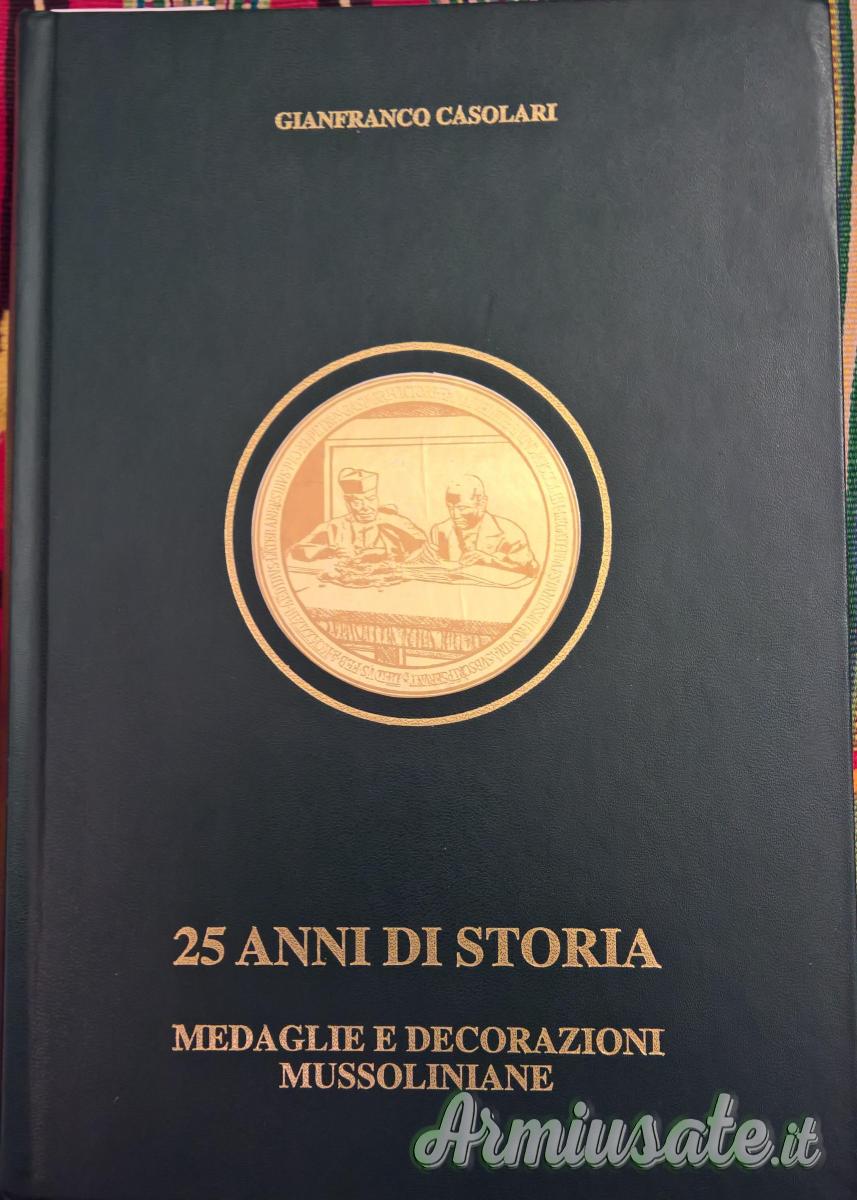 GIANFRANCO CASOLARI
25 ANNI DI STORIA
MEDAGLIE E DECORAZIONI
MUSSOLINIANE
Armiusate.it